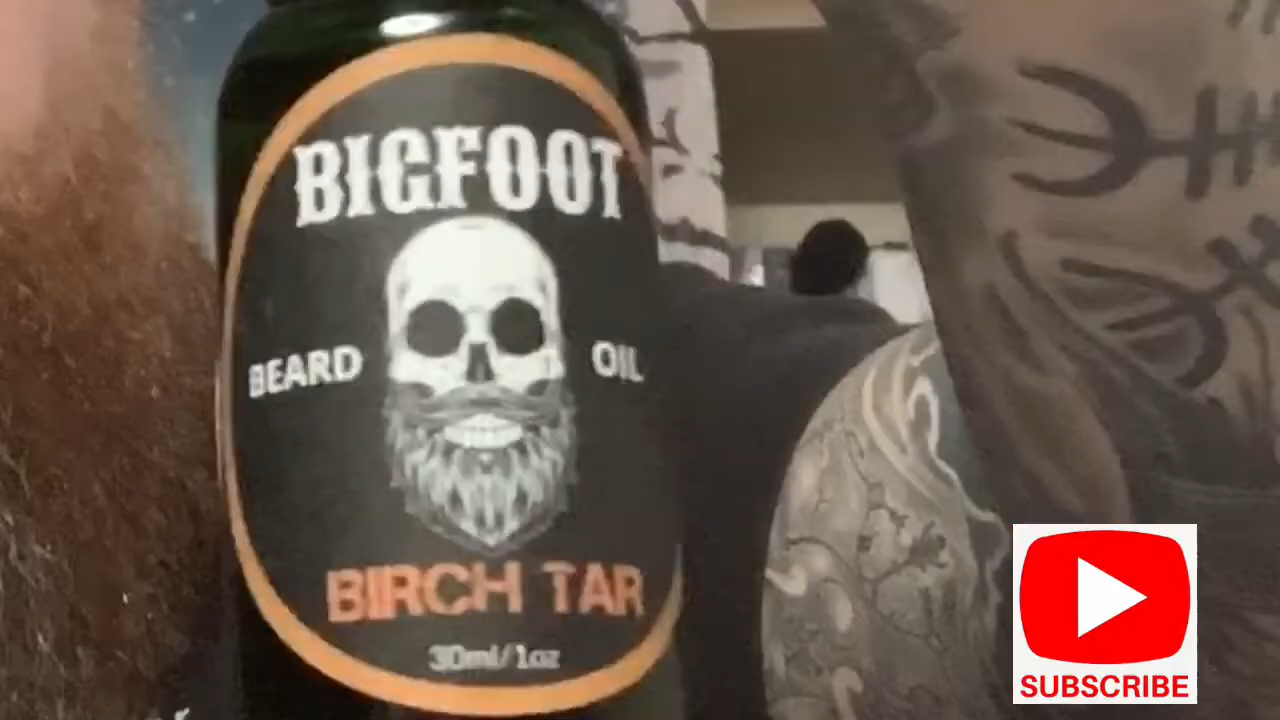 BIGFOOT
BEARD OIL
BIRCH TAR
30ml/1oz
SUBSCRIBE